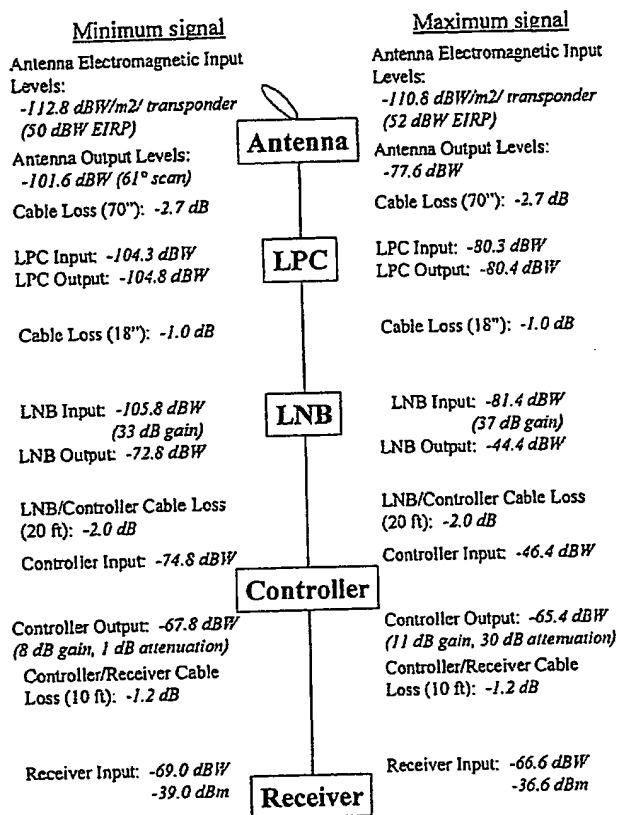 Minimum signal
Antenna Electromagnetic Input
Levels:
-112.8 dBW/m2/ transponder
(50 dBW EIRP)
Antenna Output Levels:
-101.6 dBW (61° scan)
Cable Loss (70"): -2.7 dB
LPC Input: -104.3 dBW
LPC Output: -104.8 dBW
Cable Loss (18"): -1.0 dB
LNB Input: -105.8 dBW
(33 dB gain)
LNB Output: -72.8 dBW
LNB/Controller Cable Loss
(20 ft): -2.0 dB
Controller Input: -74.8 dBW
Controller Output: -67.8 dBW
(8 dB gain, 1 dB attenuation)
Controller/Receiver Cable
Loss (10 ft): -1.2 dB
Receiver Input: -69.0 dBW
-39.0 dBm
Antenna
LPC
LNB
Controller
Receiver
Maximum signal
Antenna Electromagnetic Input
Levels:
-110.8 dBW/m2/ transponder
(52 dBW EIRP)
Antenna Output Levels:
-77.6 dBW
Cable Loss (70"): -2.7 dB
LPC Input: -80.3 dBW
LPC Output: -80.4 dBW
Cable Loss (18"): -1.0 dB
LNB Input: -81.4 dBW
(37 dB gain)
LNB Output: -44.4 dBW
LNB/Controller Cable Loss
(20 ft): -2.0 dB
Controller Input: -46.4 dBW
Controller Output: -65.4 dBW
(11 dB gain, 30 dB attenuation)
Controller/Receiver Cable
Loss (10 ft): -1.2 dB
Receiver Input: -66.6 dBW
-36.6 dBm